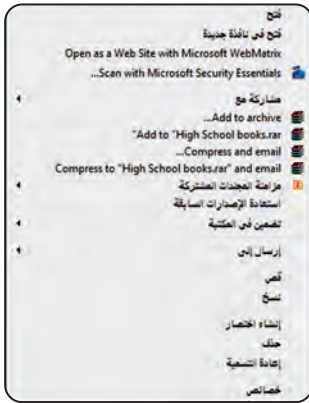 فتح
فتح في نافذة جديدة
Open as a Web Site with Microsoft WebMatrix
...Scan with Microsoft Security Essentials
مشاركة مع
...Add to archive
"Add to "High School books.rar
...Compress and email
Compress to "High School books.rar" and email
مزامنة المجلدات المشتركة
استعادة الإصدارات السابقة
تضمين في المكتبة
إرسال إلى
قص
نسخ
إنشاء اختصار
حذف
إعادة التسمية
خصائص